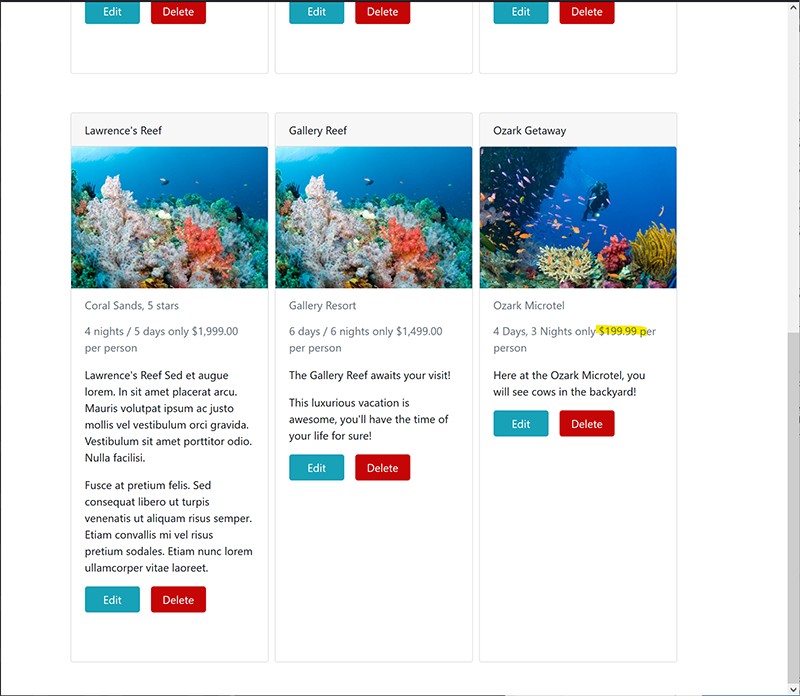 Edit Delete
Edit Delete
Edit Delete
Lawrence's Reef
Coral Sands, 5 stars
4 nights / 5 days only $1,999.00
per person
Lawrence's Reef Sed et augue
lorem. In sit amet placerat arcu.
Mauris volutpat ipsum ac justo
mollis vel vestibulum orci gravida.
Vestibulum sit amet porttitor odio.
Nulla facilisi.
Fusce at pretium felis. Sed
consequat libero ut turpis
venenatis ut aliquam risus semper.
Etiam convallis mi vel risus
pretium sodales. Etiam nunc lorem
ullamcorper vitae laoreet.
Edit Delete
Gallery Reef
Gallery Resort
6 days / 6 nights only $1,499.00
per person
The Gallery Reef awaits your visit!
This luxurious vacation is
awesome, you'll have the time of
your life for sure!
Edit Delete
Ozark Getaway
Ozark Microtel
4 Days, 3 Nights only $199.99 per
person
Here at the Ozark Microtel, you
will see cows in the backyard!
Edit Delete